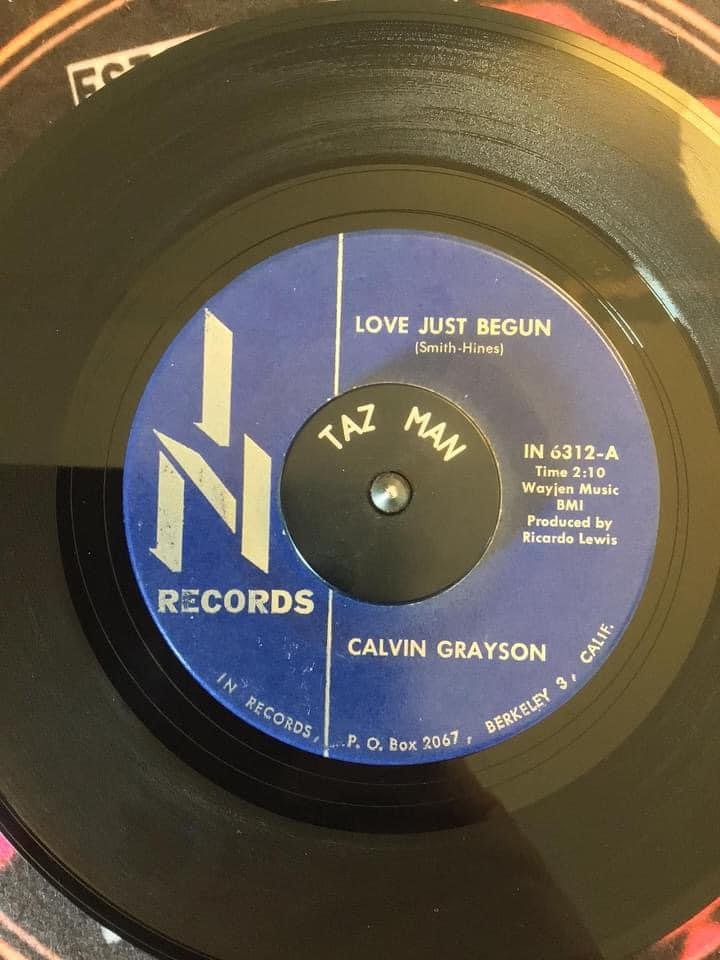 LOVE JUST BEGUN
(Smith-Hines)
TAZ MAN
IN 6312-A
Time 2:10
Wayjen Music
BMI
Produced by
Ricardo Lewis
IN
RECORDS
CALVIN GRAYSON
IN RECORDS, P. O. Box 2067, BERKELEY 3, CALIF.